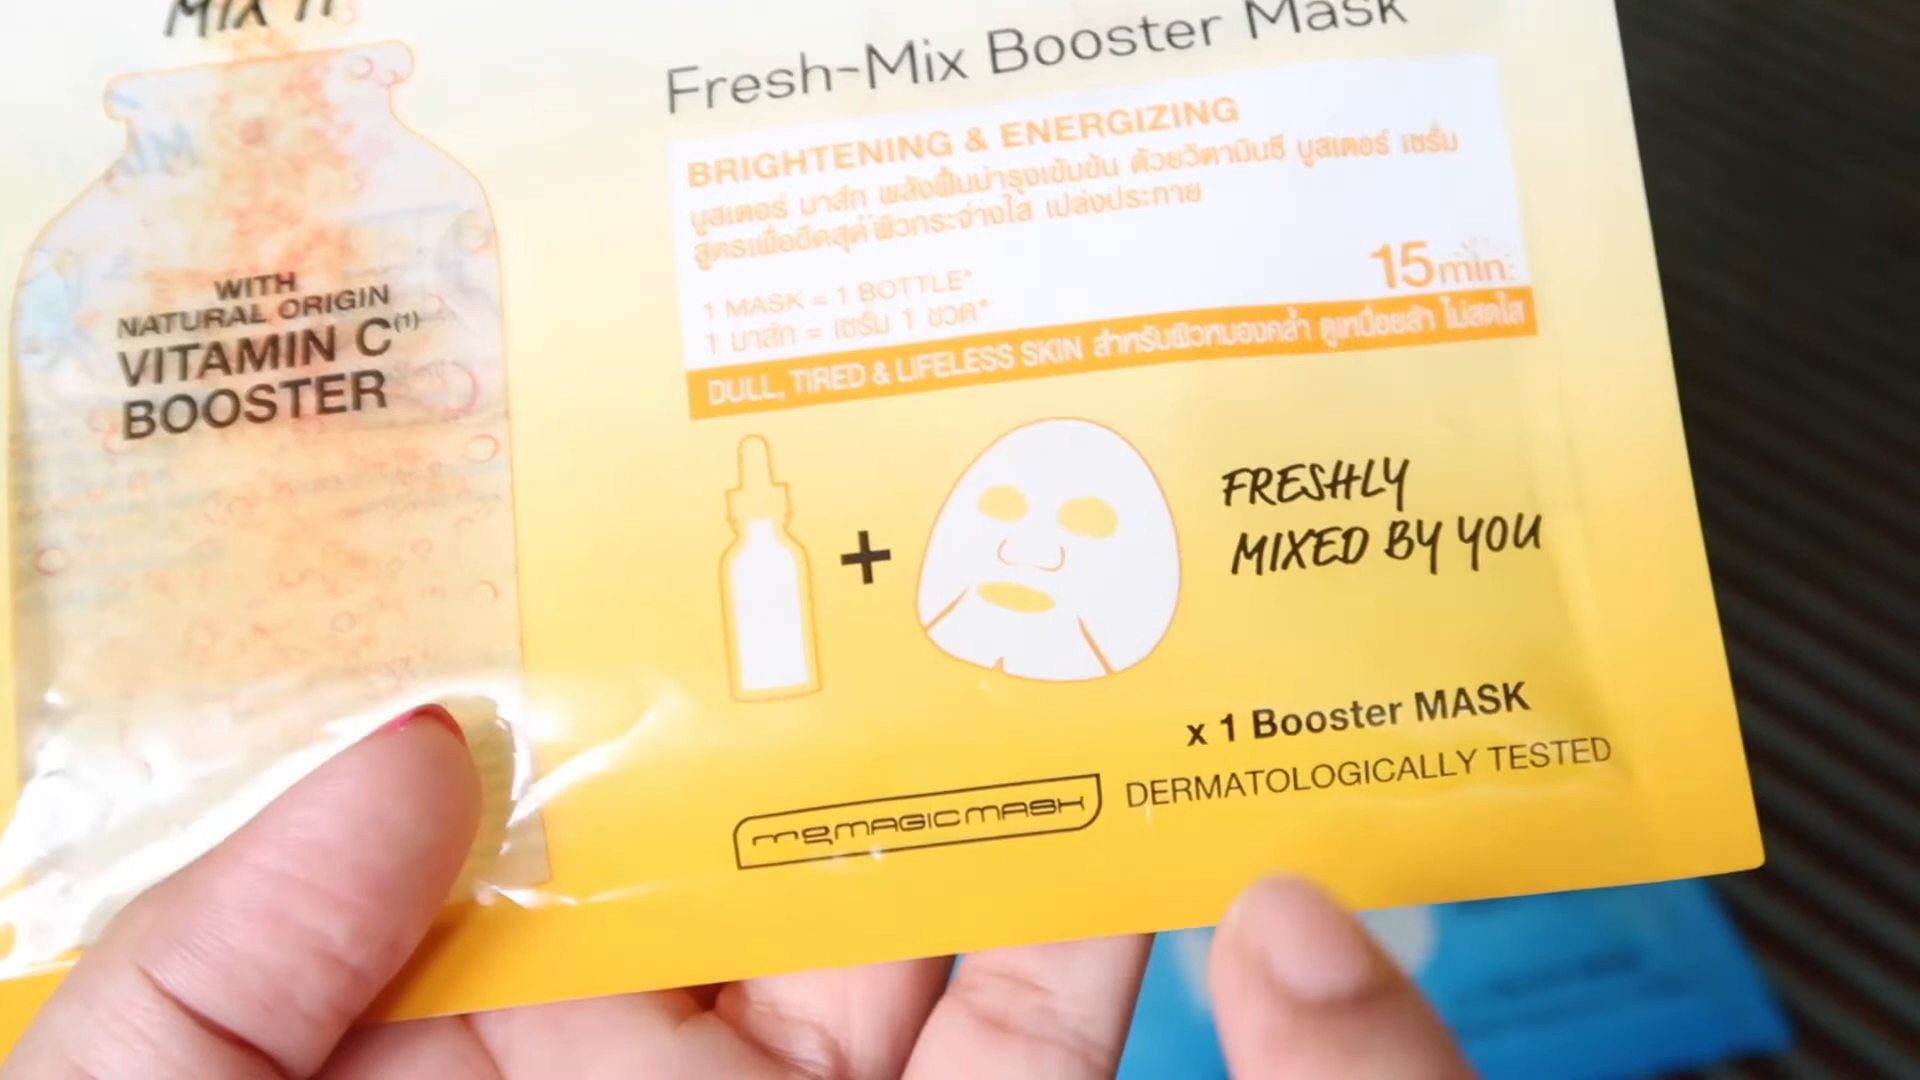 MIX IT
WITH
NATURAL ORIGIN
VITAMIN C(1)
BOOSTER
Fresh-Mix Booster Mask
BRIGHTENING & ENERGIZING
บูสเตอร์ มาส์ก พลังฟื้นบำรุงเข้มข้น ด้วยวิตามินซี บูสเตอร์ เซรั่ม
สูตรเพื่อขีดสุด ผิวกระจ่างใส เปล่งประกาย
1 MASK = 1 BOTTLE*
1 มาส์ก = เซรั่ม 1 ขวด*
15min
DULL, TIRED & LIFELESS SKIN สำหรับผิวหมองคล้ำ ดูเหนื่อยล้า ไม่สดใส
+
FRESHLY
MIXED BY YOU
x 1 Booster MASK
MAGIC MASK
DERMATOLOGICALLY TESTED